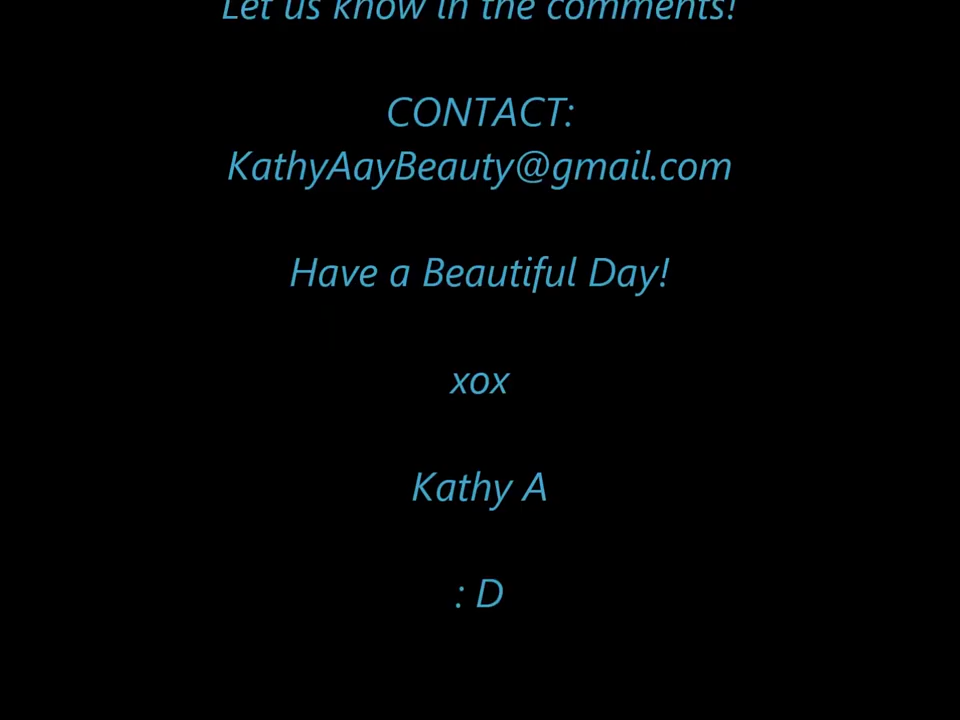 Let us know in the comments!
CONTACT:
KathyAayBeauty@gmail.com
Have a Beautiful Day!
xox
Kathy A
: D